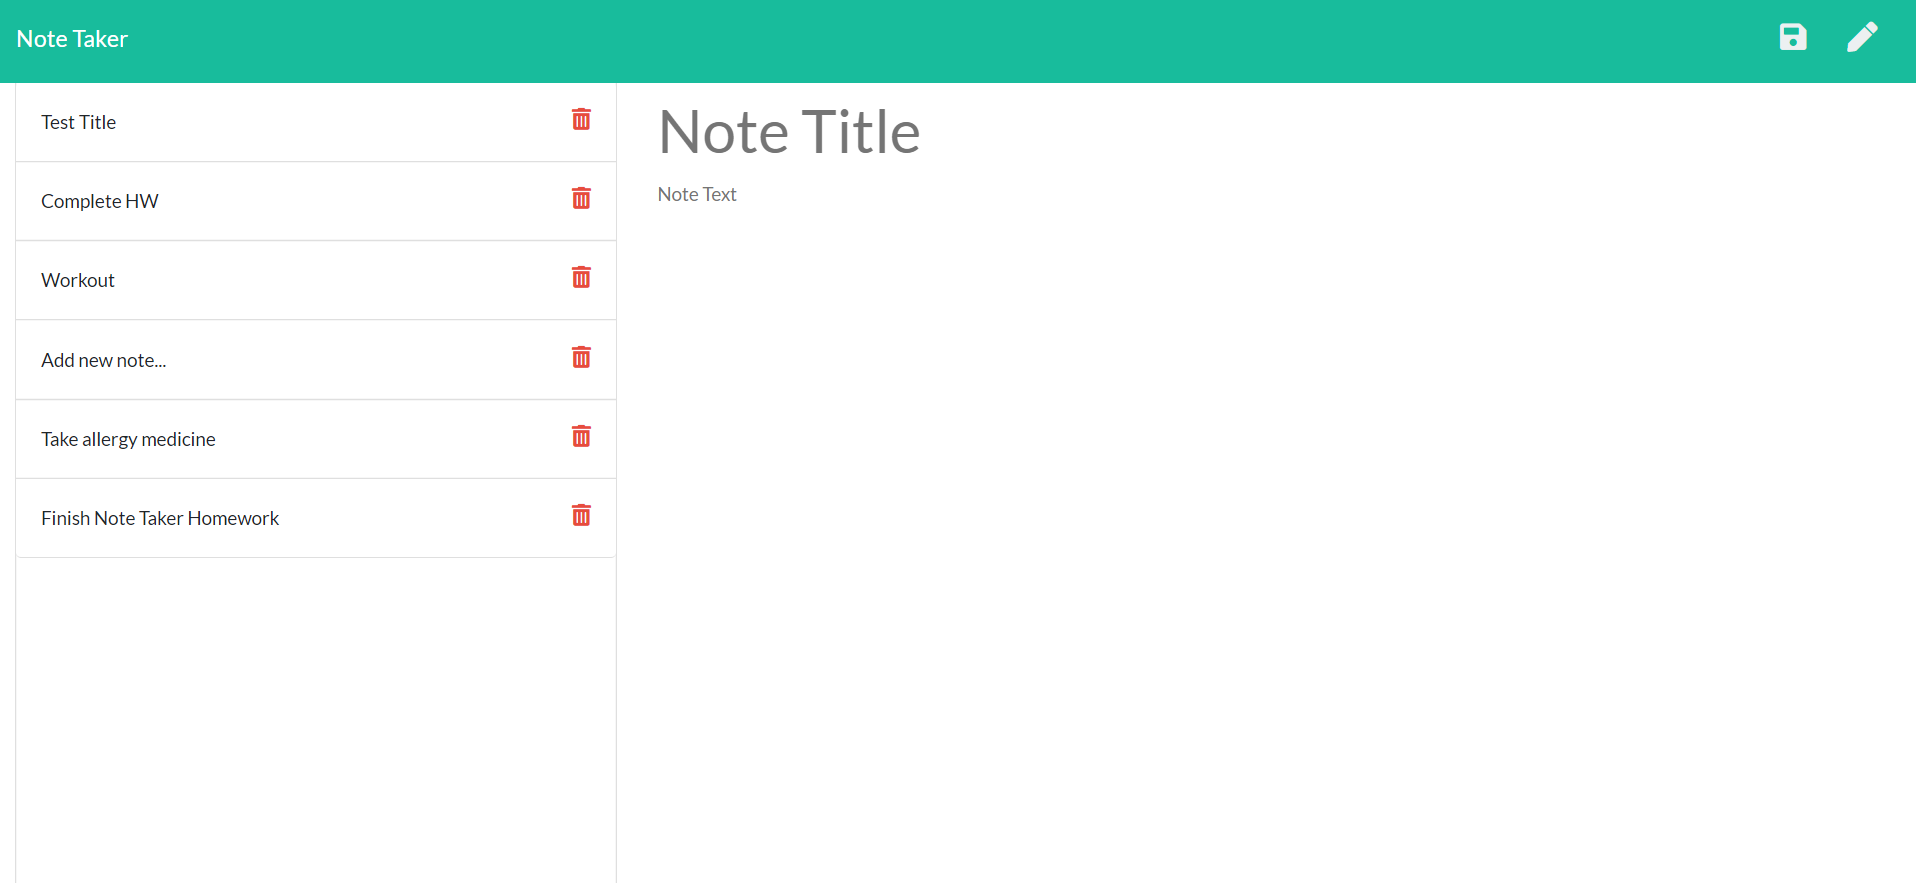 Note Taker
Test Title
Complete HW
Workout
Add new note...
Take allergy medicine
Finish Note Taker Homework
Note Title
Note Text